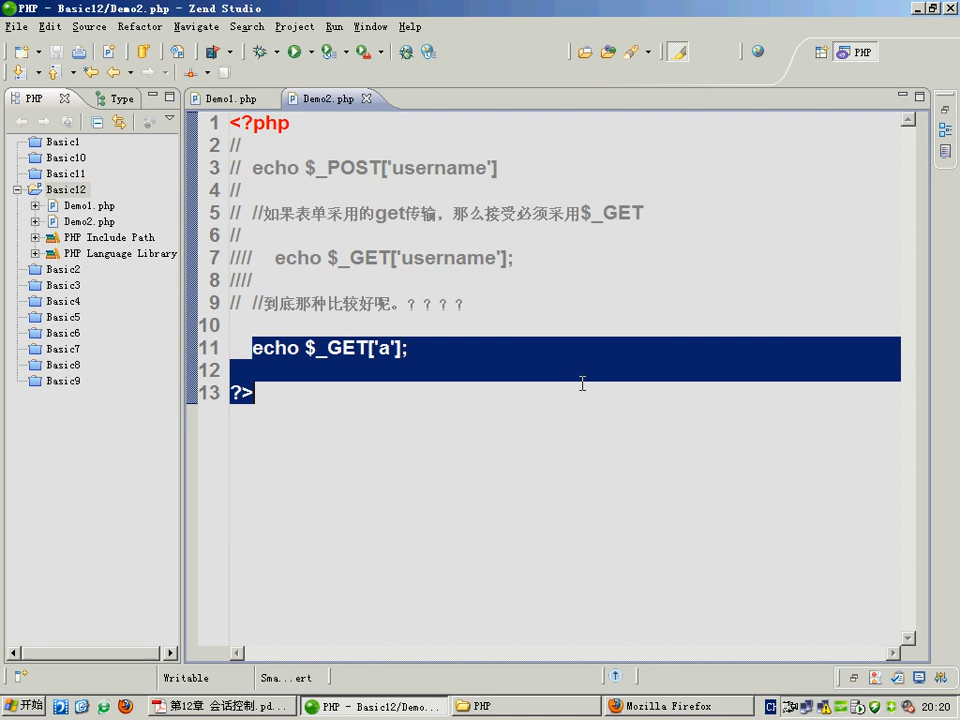 PHP - Basic12/Demo2.php - Zend Studio
File Edit Source Refactor Navigate Search Project Run Window Help
PHP
PHP Type Demo1.php Demo2.php
Basic1
Basic10
Basic11
Basic12
Demo1.php
Demo2.php
PHP Include Path
PHP Language Library
Basic2
Basic3
Basic4
Basic5
Basic6
Basic7
Basic8
Basic9
1 <?php
2 //
3 // echo $_POST['username']
4 //
5 // //如果表单采用的get传输，那么接受必须采用$_GET
6 //
7 //// echo $_GET['username'];
8 ////
9 // //到底那种比较好呢。？？？？
10
11 echo $_GET['a'];
12
13 ?>
Writable Sma...ert
开始 第12章 会话控制.pd... PHP - Basic12/Demo... PHP Mozilla Firefox CH 20:20